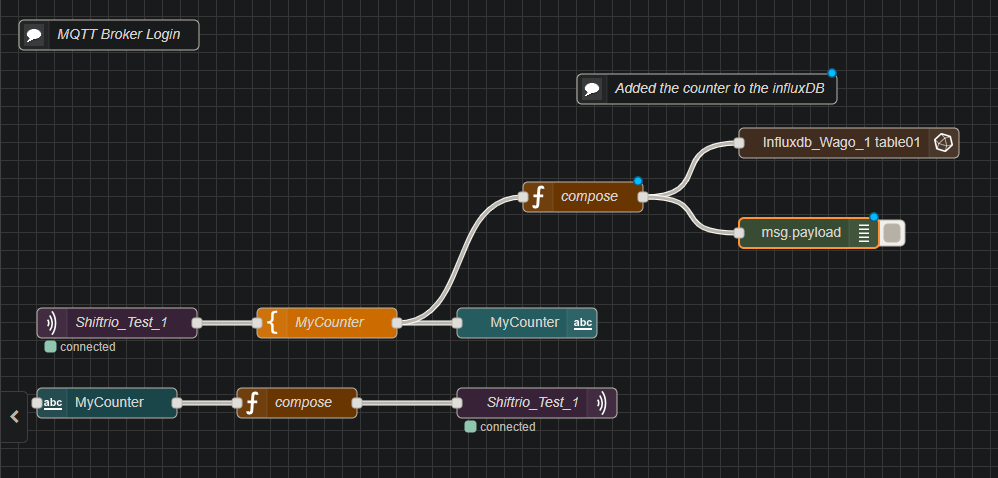 MQTT Broker Login
Added the counter to the influxDB
Influxdb_Wago_1 table01
compose
msg.payload
Shiftrio_Test_1
MyCounter
MyCounter
abc
connected
abc
MyCounter
compose
Shiftrio_Test_1
connected